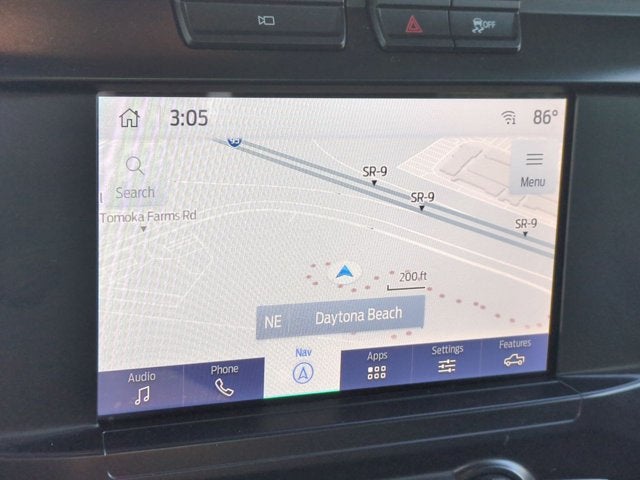 OFF
3:05
86°
95
SR-9
Search
Menu
SR-9
Tomoka Farms Rd
SR-9
200 ft
NE Daytona Beach
Nav
Audio
Phone
Apps
Settings
Features